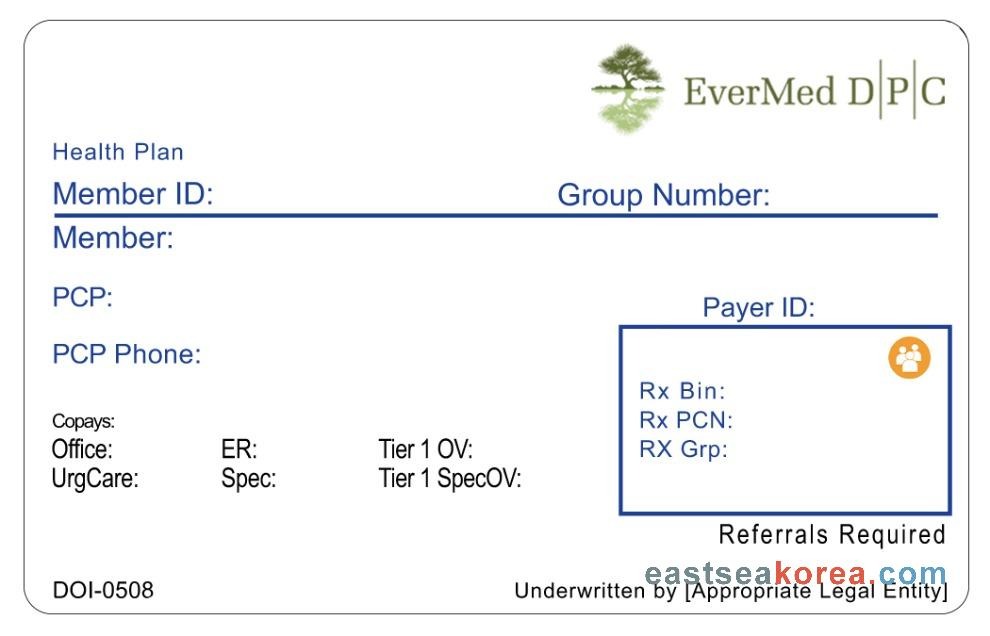 EverMed D|P|C
Health Plan
Member ID: Group Number:
Member:
PCP:
Payer ID:
PCP Phone:
Rx Bin:
Rx PCN:
RX Grp:
Copays:
Office: ER: Tier 1 OV:
UrgCare: Spec: Tier 1 SpecOV:
Referrals Required
eastseakorea.com
DOI-0508 Underwritten by [Appropriate Legal Entity]